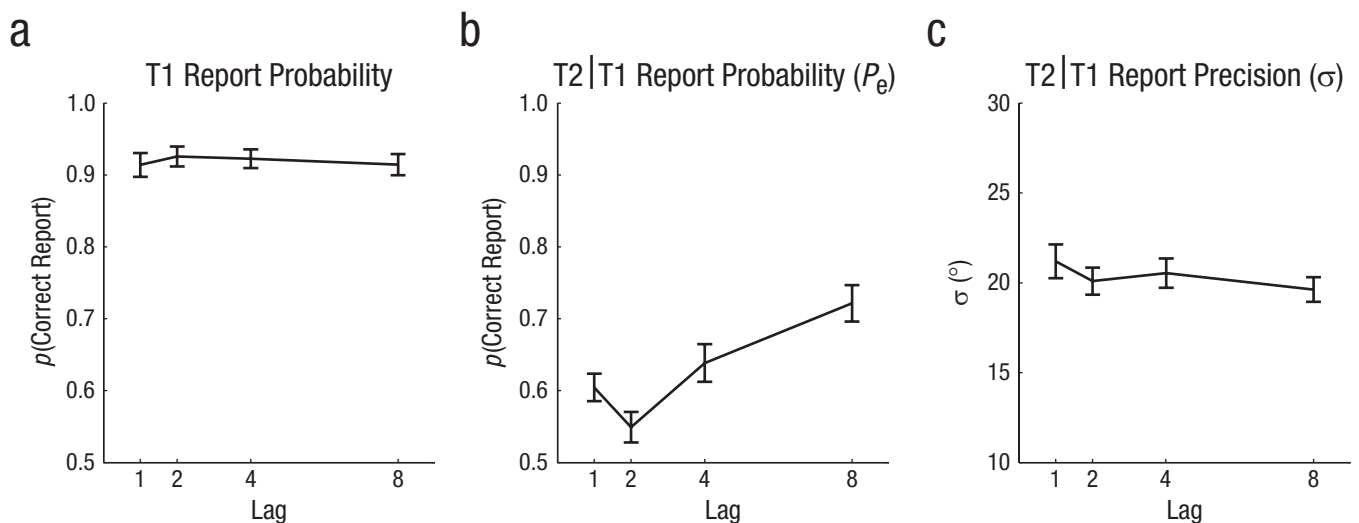 a
T1 Report Probability
p(Correct Report)
1.0
0.9
0.8
0.7
0.6
0.5
1 2 4 8
Lag
b
T2|T1 Report Probability (Pe)
p(Correct Report)
1.0
0.9
0.8
0.7
0.6
0.5
1 2 4 8
Lag
c
T2|T1 Report Precision (σ)
σ (°)
30
25
20
15
10
1 2 4 8
Lag